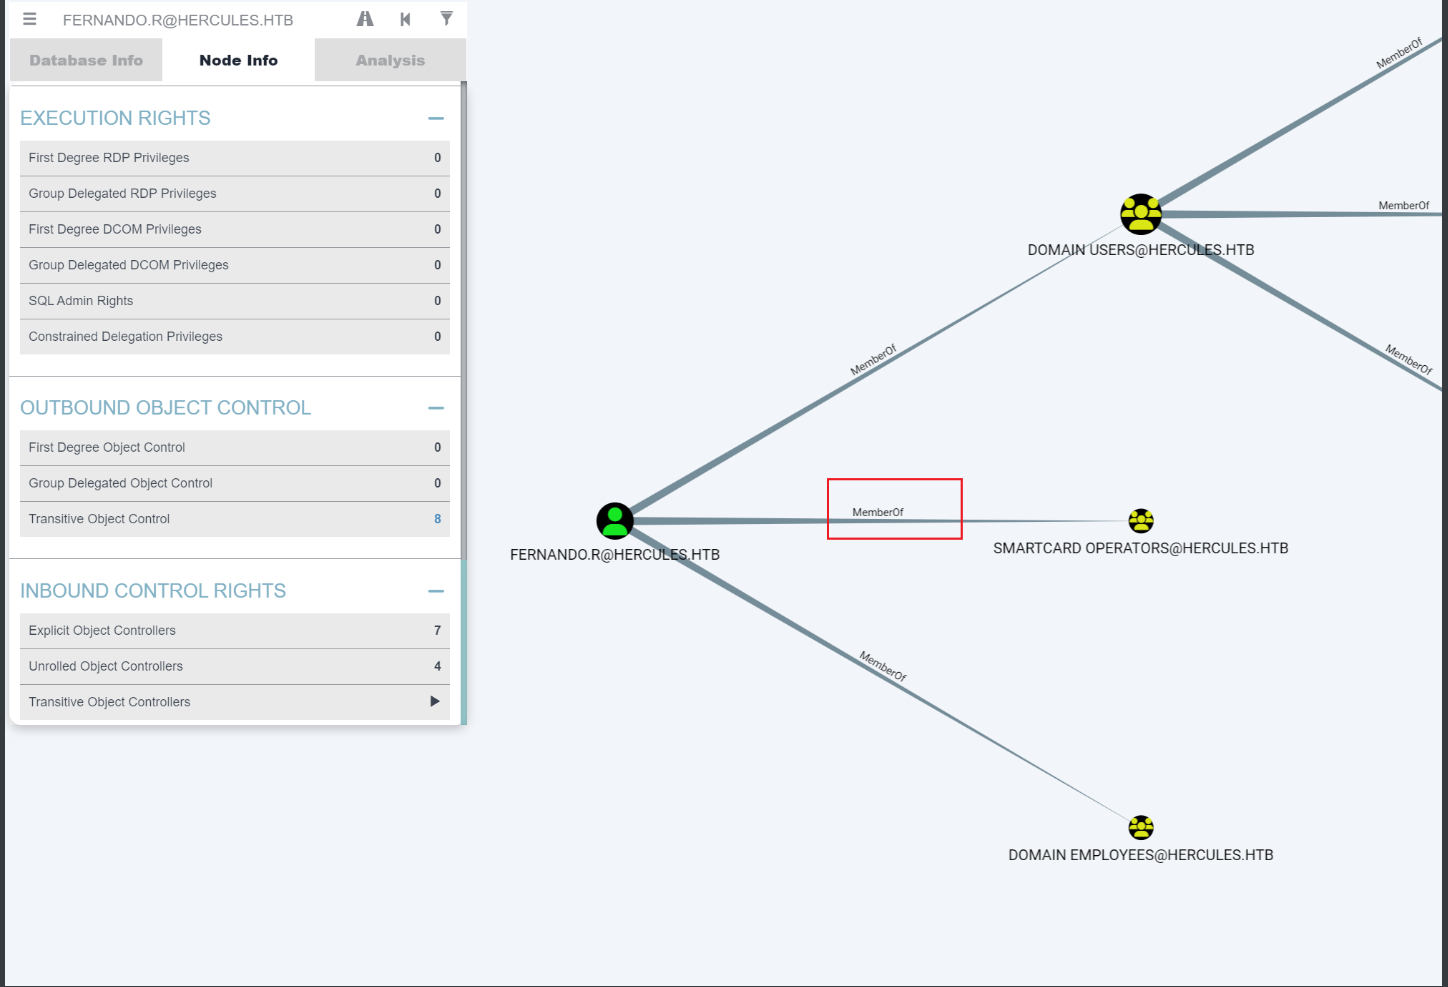 FERNANDO.R@HERCULES.HTB
Database Info
Node Info
Analysis
EXECUTION RIGHTS
First Degree RDP Privileges 0
Group Delegated RDP Privileges 0
First Degree DCOM Privileges 0
Group Delegated DCOM Privileges 0
SQL Admin Rights 0
Constrained Delegation Privileges 0
OUTBOUND OBJECT CONTROL
First Degree Object Control 0
Group Delegated Object Control 0
Transitive Object Control 8
INBOUND CONTROL RIGHTS
Explicit Object Controllers 7
Unrolled Object Controllers 4
Transitive Object Controllers
MemberOf
MemberOf
DOMAIN USERS@HERCULES.HTB
MemberOf
MemberOf
MemberOf
FERNANDO.R@HERCULES.HTB
SMARTCARD OPERATORS@HERCULES.HTB
MemberOf
DOMAIN EMPLOYEES@HERCULES.HTB